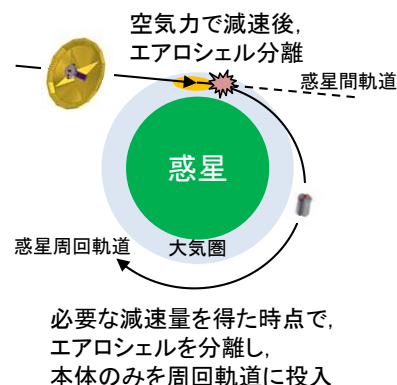 空気力で減速後,
エアロシェル分離
惑星間軌道
惑星
惑星周回軌道
大気圏
必要な減速量を得た時点で,
エアロシェルを分離し,
本体のみを周回軌道に投入